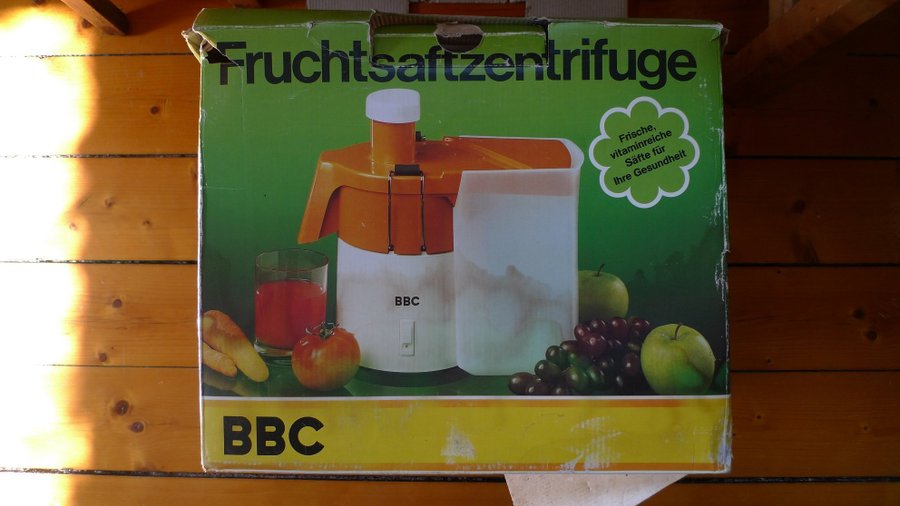 Fruchtsaftzentrifuge
Frische,
vitaminreiche
Säfte für
Ihre Gesundheit
BBC
BBC